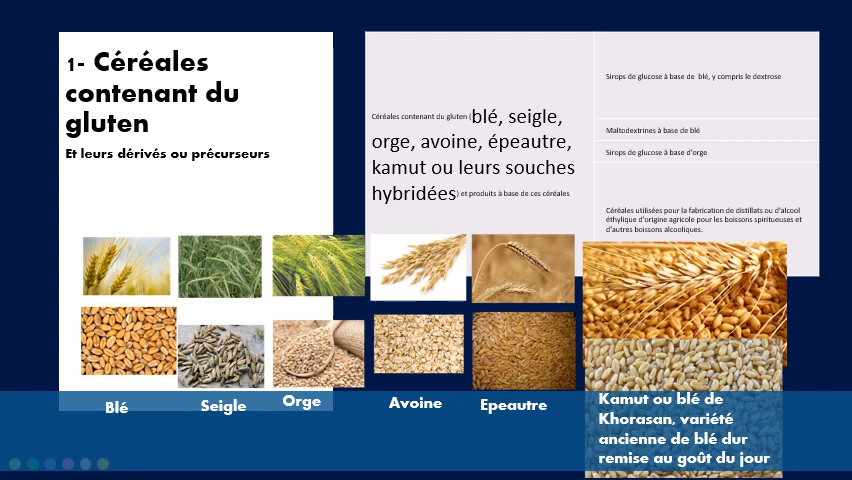 1- Céréales
contenant du
gluten
Et leurs dérivés ou précurseurs
Céréales contenant du gluten (blé, seigle,
orge, avoine, épeautre,
kamut ou leurs souches
hybridées) et produits à base de ces céréales
Sirops de glucose à base de blé, y compris le dextrose
Maltodextrines à base de blé
Sirops de glucose à base d'orge
Céréales utilisées pour la fabrication de distillats ou d'alcool
éthylique d'origine agricole pour les boissons spiritueuses et
d'autres boissons alcooliques.
Blé
Seigle
Orge
Avoine
Epeautre
Kamut ou blé de
Khorasan, variété
ancienne de blé dur
remise au goût du jour